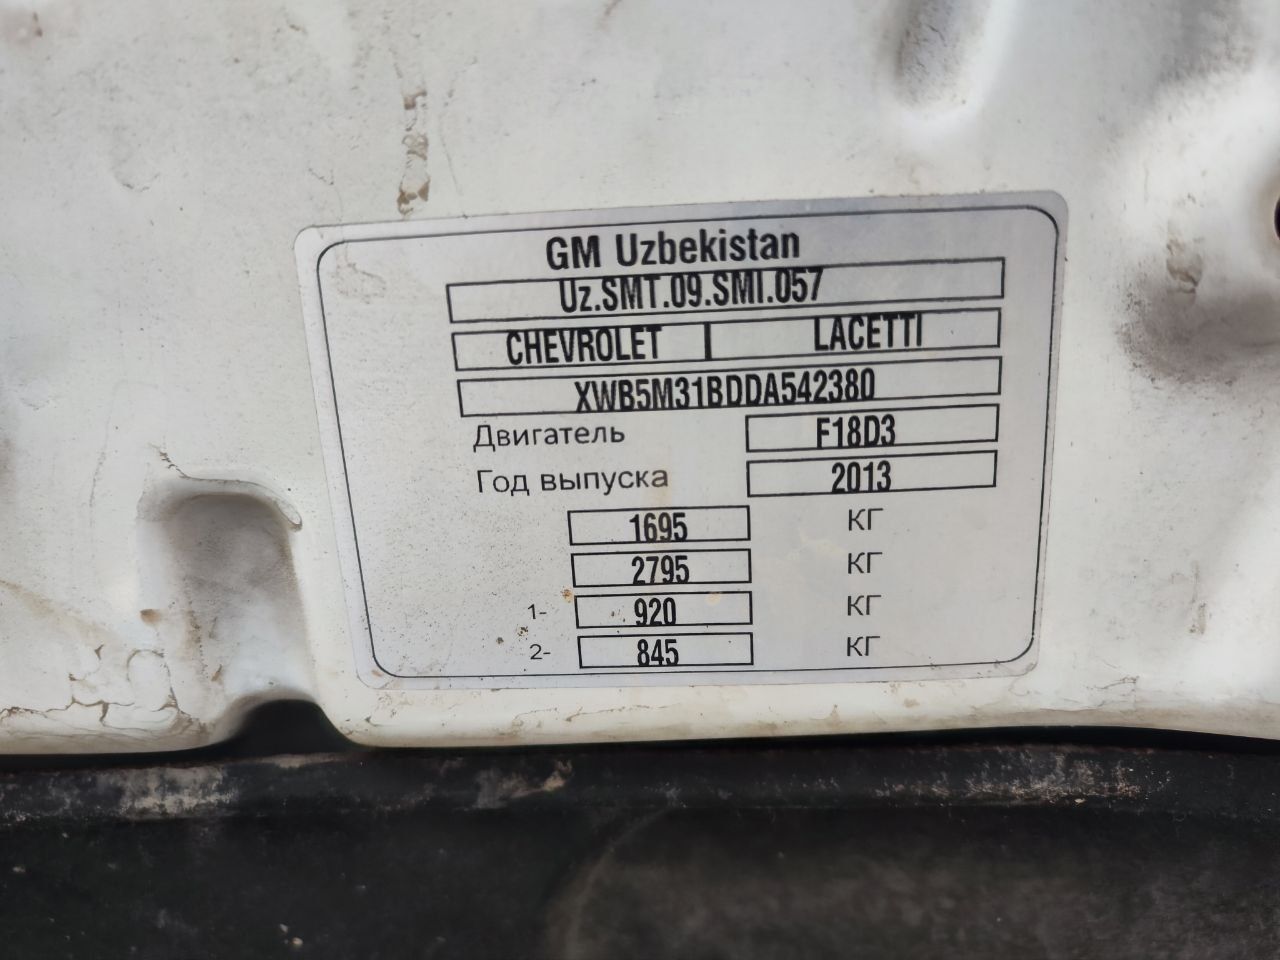 GM Uzbekistan
Uz.SMT.09.SMI.057
CHEVROLET LACETTI
XWB5M31BDDA542380
Двигатель F18D3
Год выпуска 2013
1695 КГ
2795 КГ
1- 920 КГ
2- 845 КГ